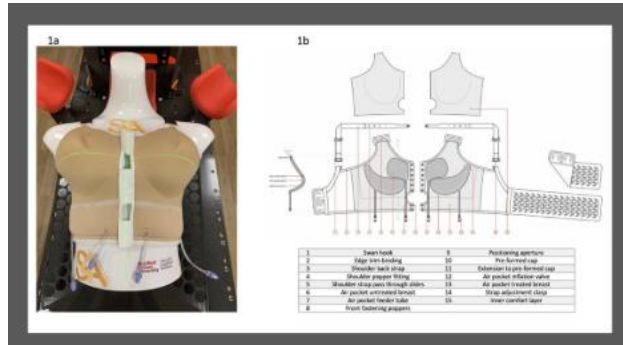 1a
1b
1 Swan hook 9 Positioning aperture
2 Edge trim binding 10 Pre formed cup
3 Shoulder back strap 11 Extension to pre formed cup
4 Shoulder popper fitting 12 Air pocket inflation valve
5 Shoulder strap pass through slides 13 Air pocket treated breast
6 Air pocket untreated breast 14 Strap adjustment clasp
7 Air pocket feeder tube 15 Inner comfort layer
8 Front fastening poppers